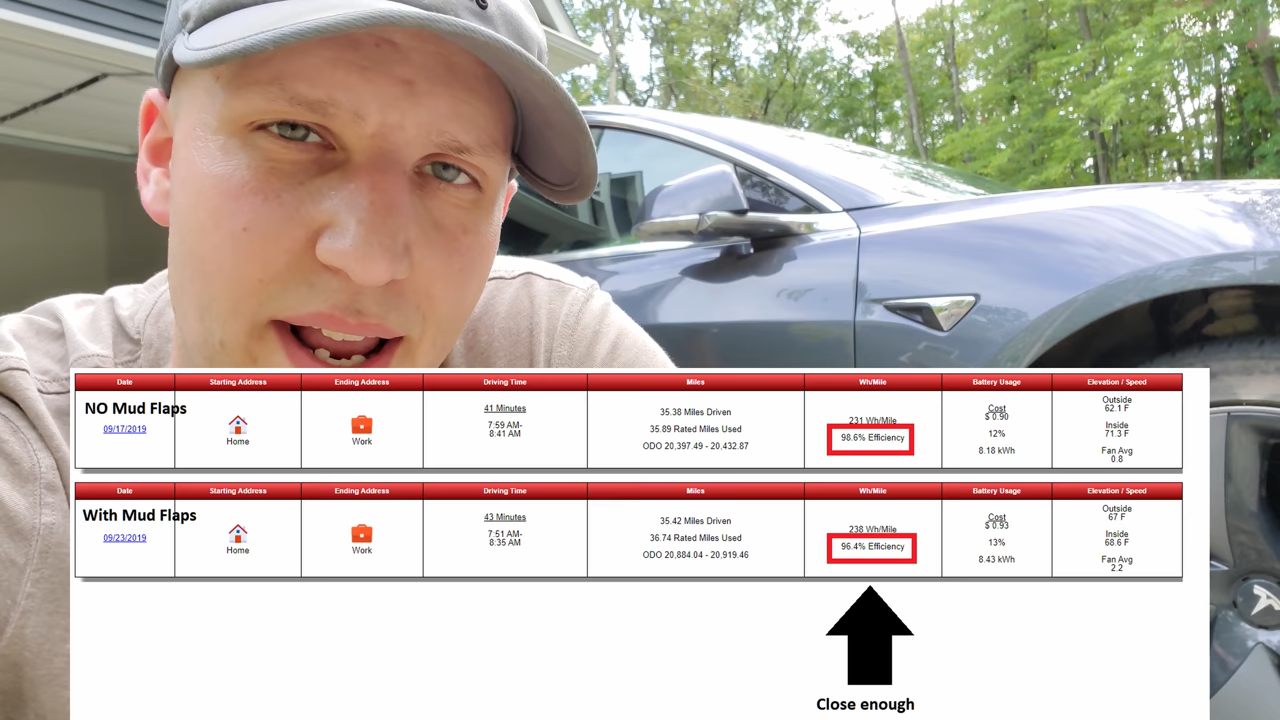 Date Starting Address Ending Address Driving Time Miles Wh/Mile Battery Usage Elevation / Speed
NO Mud Flaps
09/17/2019
Home
Work
41 Minutes
7:59 AM-
8:41 AM
35.38 Miles Driven
35.89 Rated Miles Used
ODO 20,397.49 - 20,432.87
231 Wh/Mile
98.6% Efficiency
Cost
$ 0.90
12%
8.18 kWh
Outside
62.1 F
Inside
71.3 F
Fan Avg
0.8
Date Starting Address Ending Address Driving Time Miles Wh/Mile Battery Usage Elevation / Speed
With Mud Flaps
09/23/2019
Home
Work
43 Minutes
7:51 AM-
8:35 AM
35.42 Miles Driven
36.74 Rated Miles Used
ODO 20,884.04 - 20,919.46
238 Wh/Mile
96.4% Efficiency
Cost
$ 0.93
13%
8.43 kWh
Outside
67 F
Inside
68.6 F
Fan Avg
2.2
Close enough